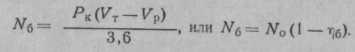 N_б = P_к (V_т — V_р) / 3,6 , или N_б = N_о (1 — η_б).